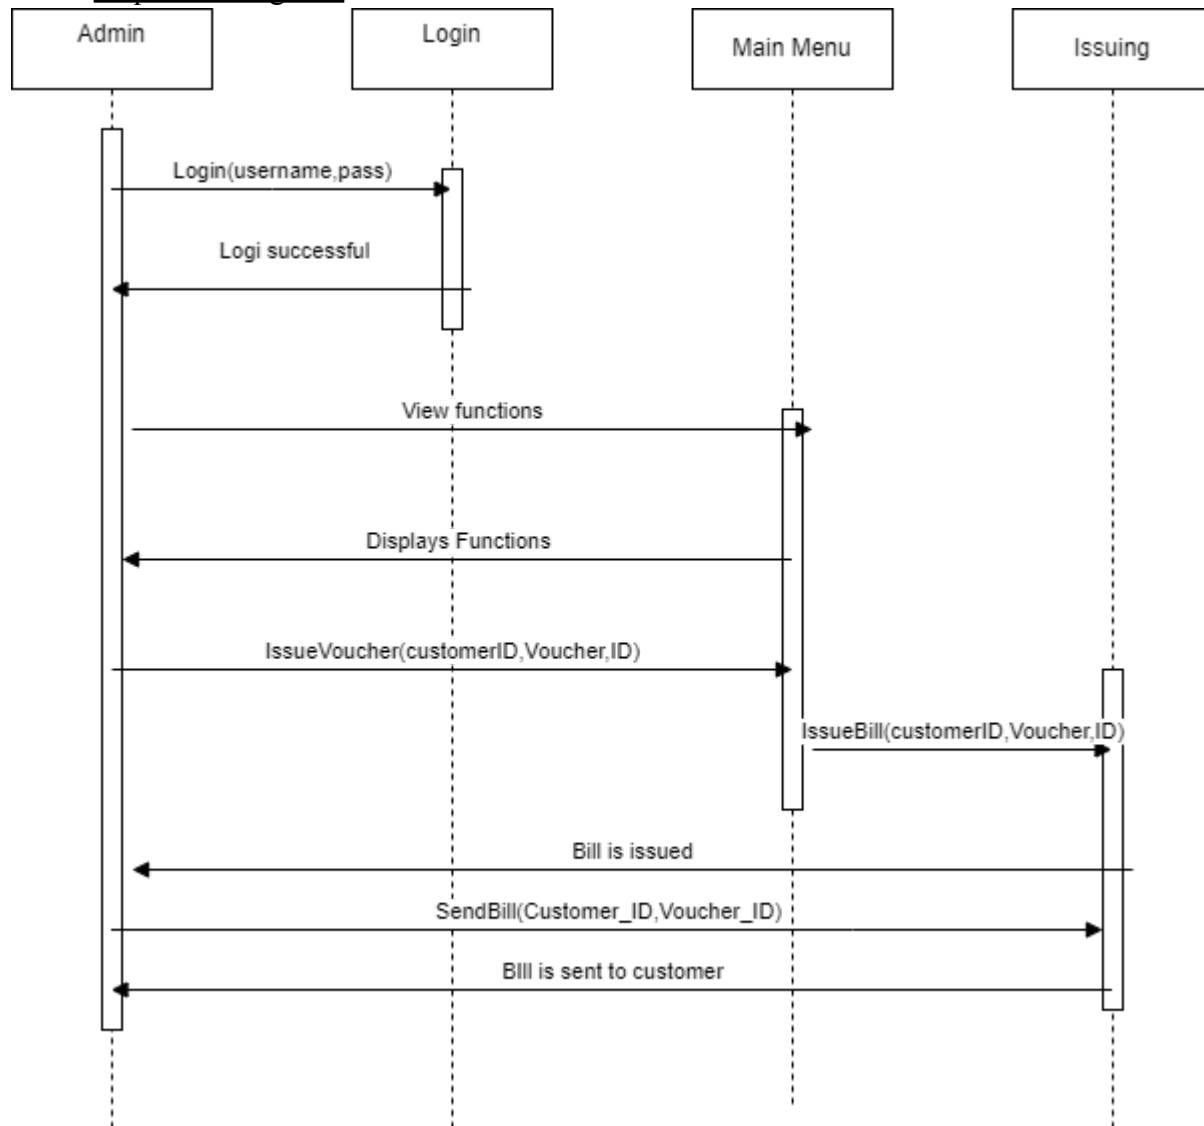 Admin
Login
Main Menu
Issuing
Login(username,pass)
Logi successful
View functions
Displays Functions
IssueVoucher(customerID,Voucher,ID)
IssueBill(customerID,Voucher,ID)
Bill is issued
SendBill(Customer_ID,Voucher_ID)
BIll is sent to customer